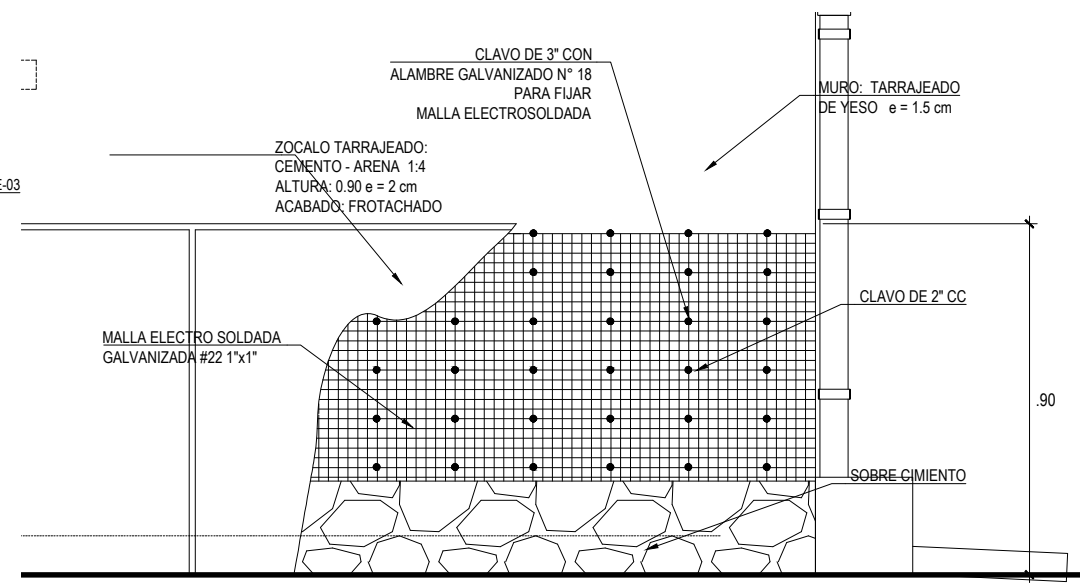 CLAVO DE 3" CON
ALAMBRE GALVANIZADO N° 18
PARA FIJAR
MALLA ELECTROSOLDADA
MURO: TARRAJEADO
DE YESO e = 1.5 cm
ZOCALO TARRAJEADO:
CEMENTO - ARENA 1:4
ALTURA: 0.90 e = 2 cm
ACABADO: FROTACHADO
E-03
CLAVO DE 2" CC
MALLA ELECTRO SOLDADA
GALVANIZADA #22 1"x1"
.90
SOBRE CIMIENTO